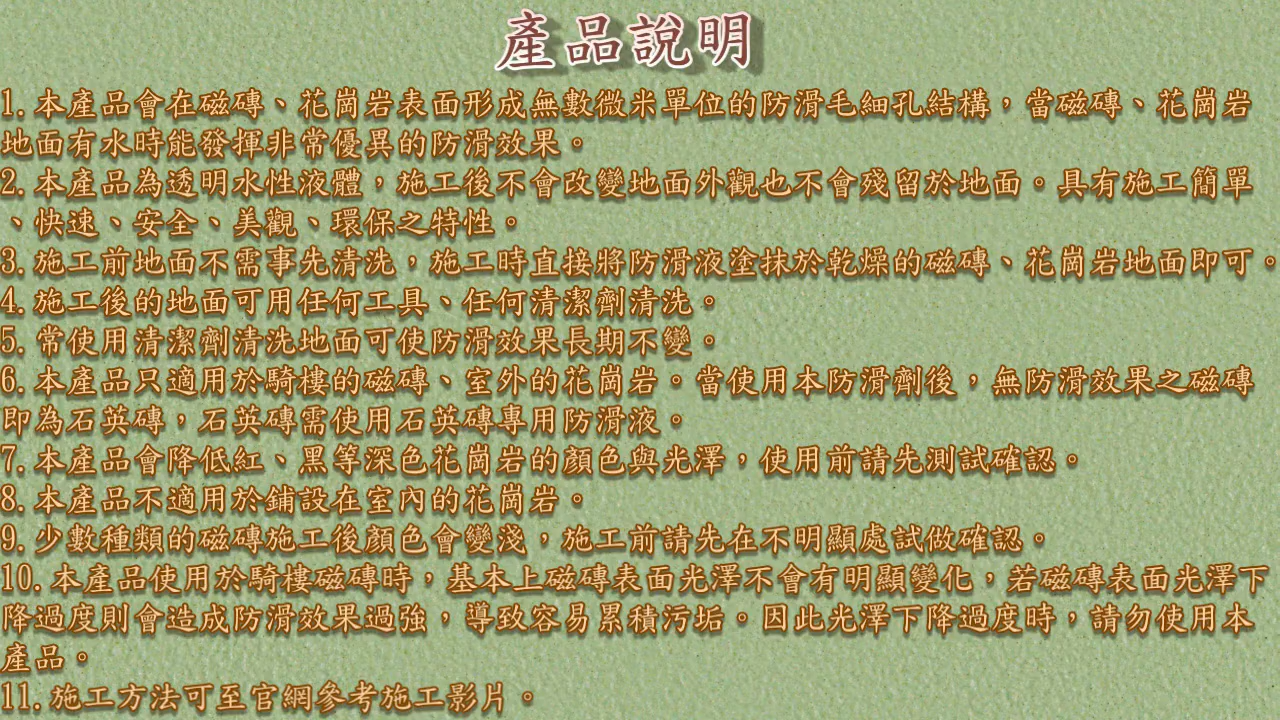 產品說明
1.本產品會在磁磚、花崗岩表面形成無數微米單位的防滑毛細孔結構，當磁磚、花崗岩
地面有水時能發揮非常優異的防滑效果。
2.本產品為透明水性液體，施工後不會改變地面外觀也不會殘留於地面。具有施工簡單
、快速、安全、美觀、環保之特性。
3.施工前地面不需事先清洗，施工時直接將防滑液塗抹於乾燥的磁磚、花崗岩地面即可。
4.施工後的地面可用任何工具、任何清潔劑清洗。
5.常使用清潔劑清洗地面可使防滑效果長期不變。
6.本產品只適用於騎樓的磁磚、室外的花崗岩。當使用本防滑劑後，無防滑效果之磁磚
即為石英磚，石英磚需使用石英磚專用防滑液。
7.本產品會降低紅、黑等深色花崗岩的顏色與光澤，使用前請先測試確認。
8.本產品不適用於鋪設在室內的花崗岩。
9.少數種類的磁磚施工後顏色會變淺，施工前請先在不明顯處試做確認。
10.本產品使用於騎樓磁磚時，基本上磁磚表面光澤不會有明顯變化，若磁磚表面光澤下
降過度則會造成防滑效果過強，導致容易累積污垢。因此光澤下降過度時，請勿使用本
產品。
11.施工方法可至官網參考施工影片。